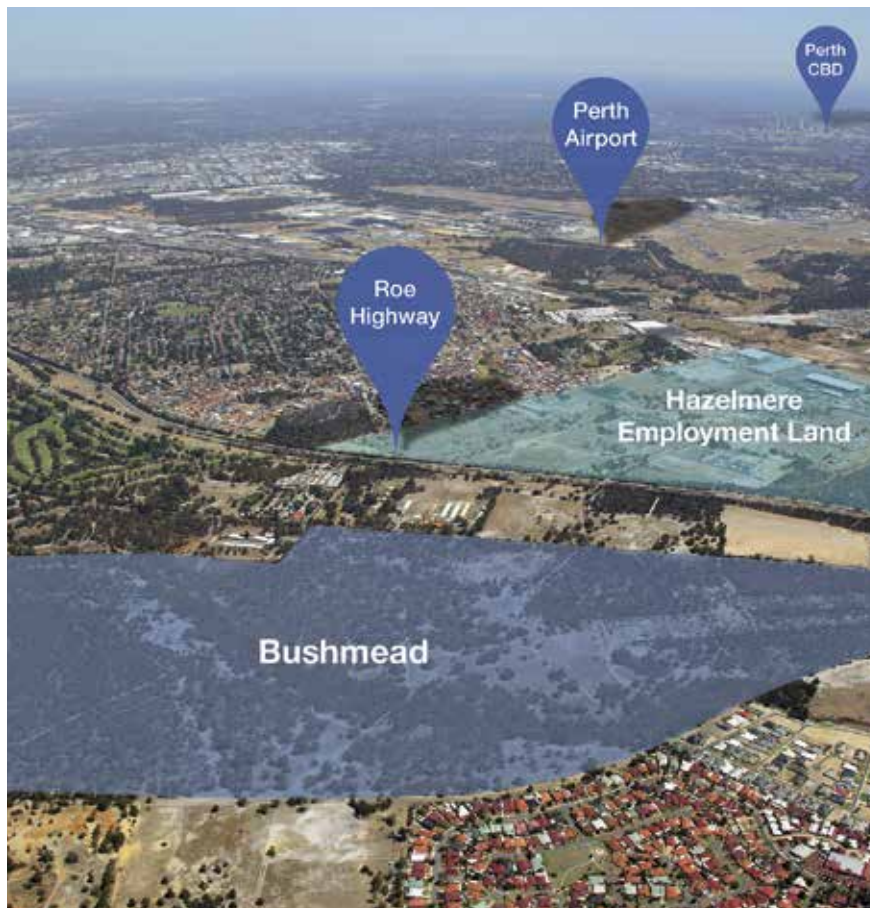 Perth
CBD
Perth
Airport
Roe
Highway
Hazelmere
Employment Land
Bushmead